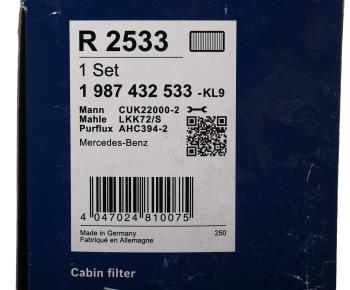 R 2533
1 Set
1 987 432 533 -KL9
Mann CUK22000-2
Mahle LKK72/S
Purflux AHC394-2
Mercedes-Benz
4 047024 810075
Made in Germany
Fabriqué en Allemagne
250
Cabin filter